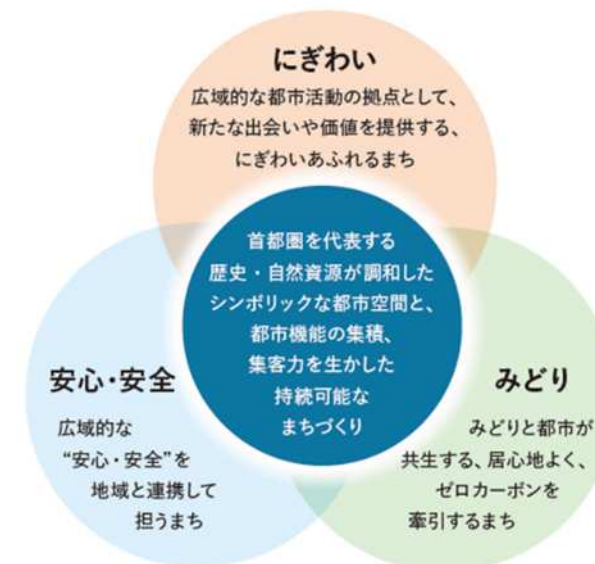 にぎわい
広域的な都市活動の拠点として、
新たな出会いや価値を提供する、
にぎわいあふれるまち
首都圏を代表する
歴史・自然資源が調和した
シンボリックな都市空間と、
都市機能の集積、
集客力を生かした
持続可能な
まちづくり
安心・安全
広域的な
“安心・安全”を
地域と連携して
担うまち
みどり
みどりと都市が
共生する、居心地よく、
ゼロカーボンを
牽引するまち